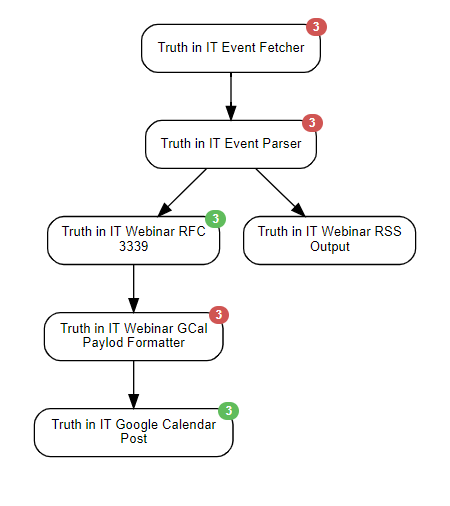 3
Truth in IT Event Fetcher
3
Truth in IT Event Parser
3
Truth in IT Webinar RFC
3339
Truth in IT Webinar RSS
Output
3
Truth in IT Webinar GCal
Paylod Formatter
3
Truth in IT Google Calendar
Post